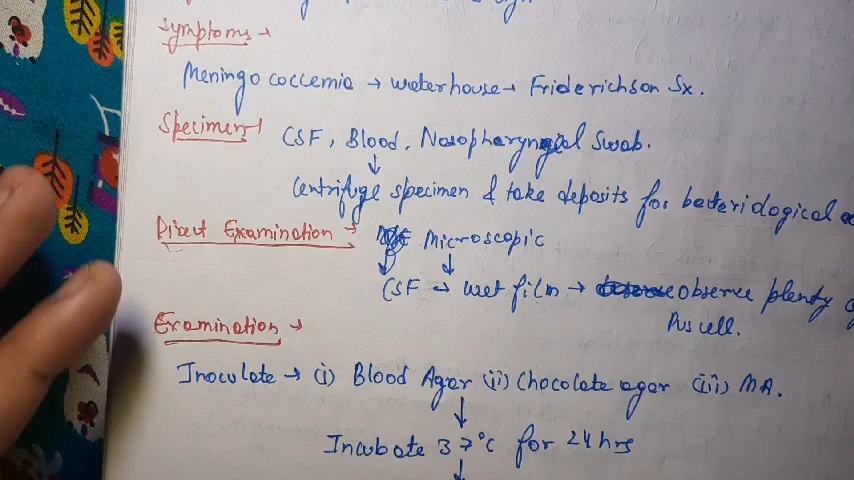 Symptoms →
Meningo coccemia → waterhouse → Friderichson Sx.
Specimen →
CSF, Blood, Nasopharyngeal Swab.
↓
Centrifuge specimen & take deposits for bacteriological
Direct Examination → Microscopic
↓ ↓
CSF → wet film → observe plenty
Pus cell.
Examination →
Inoculate → (i) Blood Agar (ii) Chocolate agar (iii) MA.
↓
Incubate 37°C for 24 hrs
↓